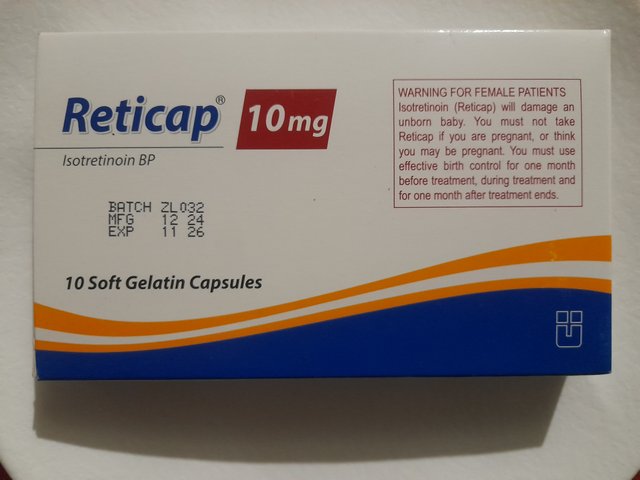 Reticap® 10 mg
Isotretinoin BP
BATCH ZL032
MFG 12 24
EXP 11 26
10 Soft Gelatin Capsules
WARNING FOR FEMALE PATIENTS
Isotretinoin (Reticap) will damage an
unborn baby. You must not take
Reticap if you are pregnant, or think
you may be pregnant. You must use
effective birth control for one month
before treatment, during treatment and
for one month after treatment ends.